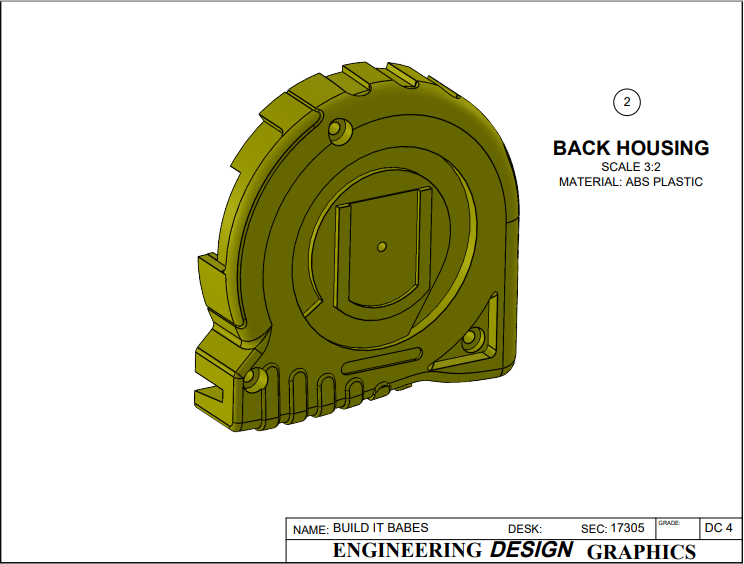 2
BACK HOUSING
SCALE 3:2
MATERIAL: ABS PLASTIC
NAME: BUILD IT BABES DESK: SEC: 17305 GRADE: DC 4
ENGINEERING DESIGN GRAPHICS